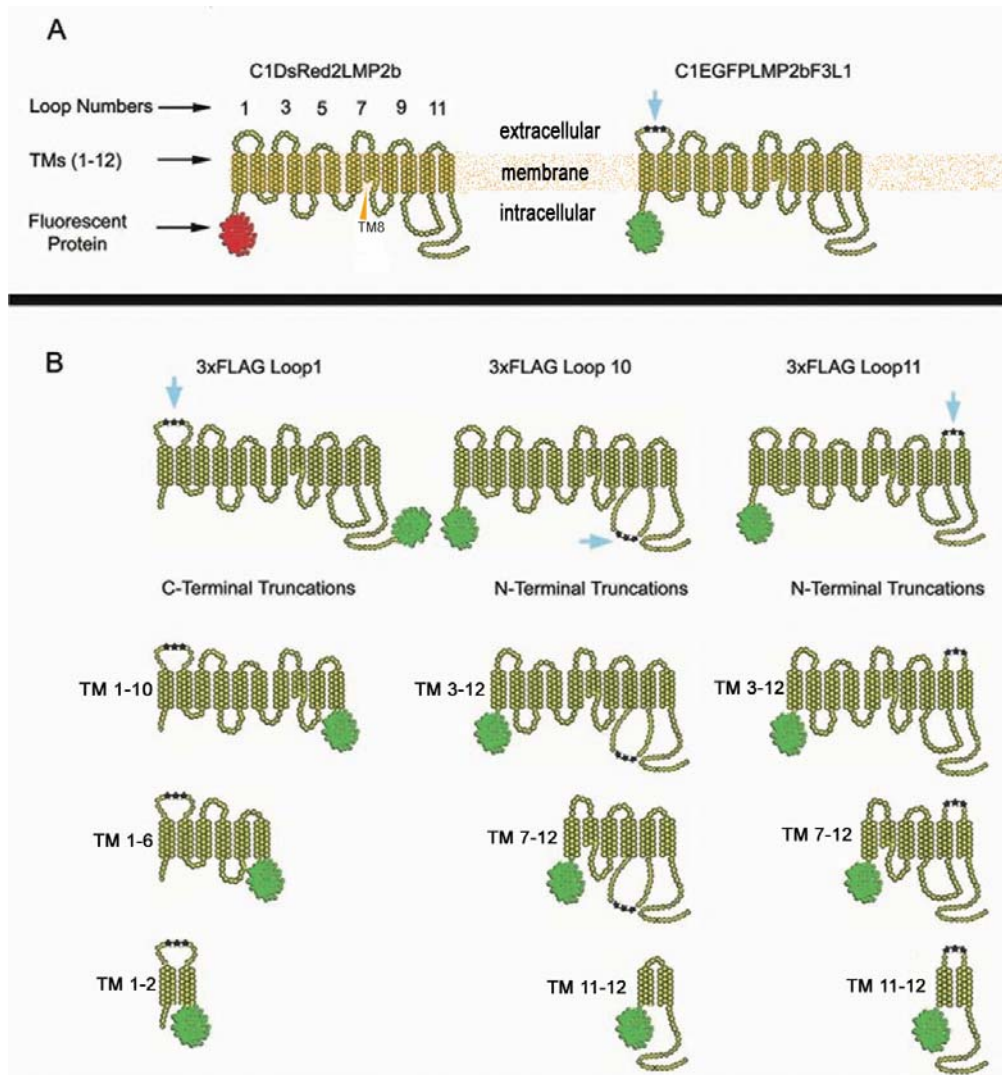 A
C1DsRed2LMP2b
C1EGFPLMP2bF3L1
Loop Numbers
1 3 5 7 9 11
extracellular
TMs (1-12)
membrane
intracellular
Fluorescent
Protein
TM8
B
3xFLAG Loop1
3xFLAG Loop 10
3xFLAG Loop11
C-Terminal Truncations
N-Terminal Truncations
N-Terminal Truncations
TM 1-10
TM 3-12
TM 3-12
TM 1-6
TM 7-12
TM 7-12
TM 1-2
TM 11-12
TM 11-12